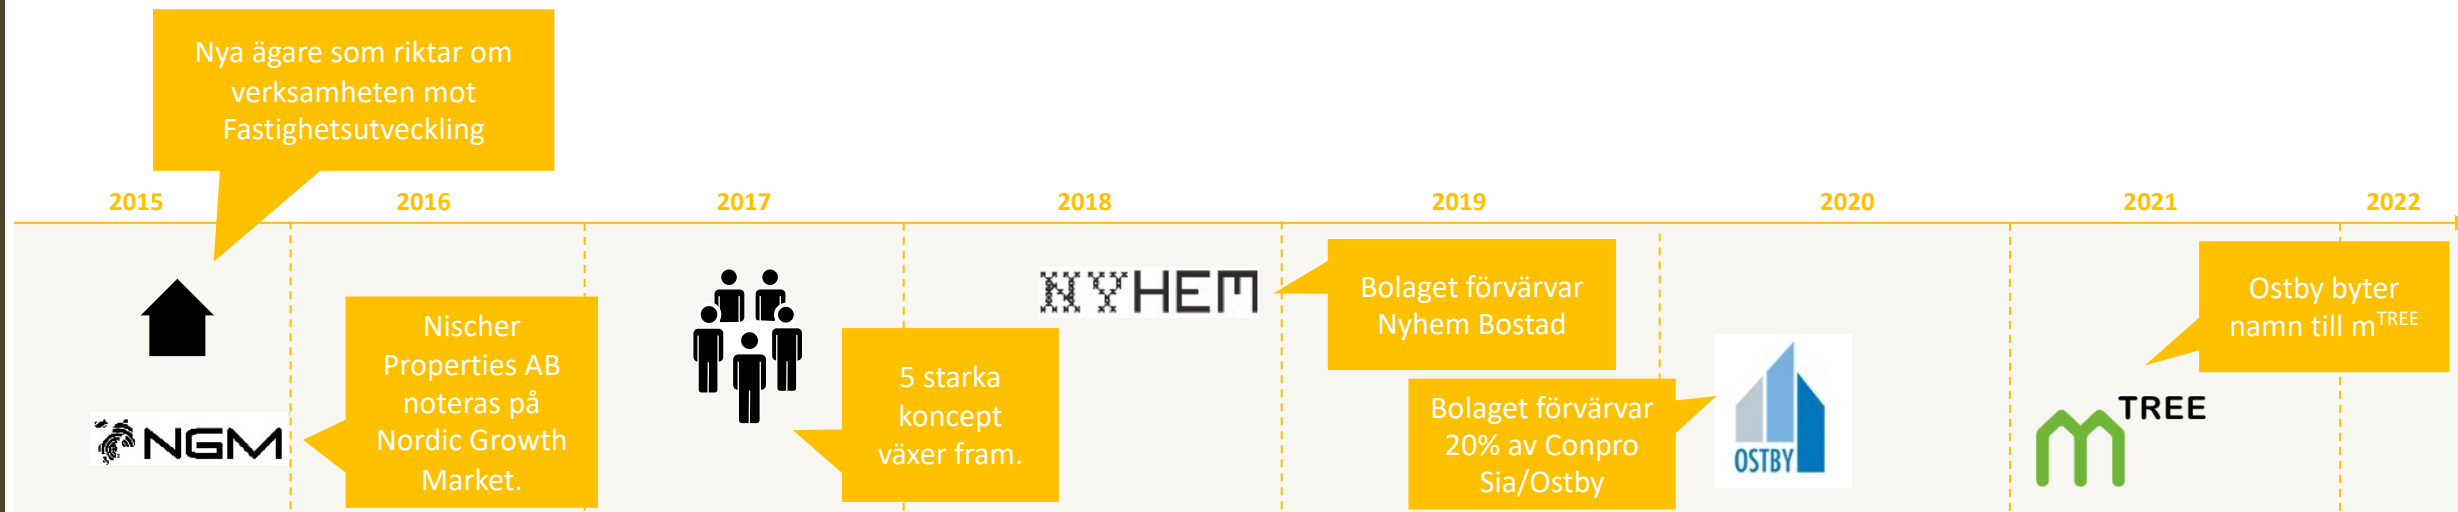 Nya ägare som riktar om
verksamheten mot
Fastighetsutveckling
2015
2016
2017
2018
2019
2020
2021
2022
NGM
Nischer
Properties AB
noteras på
Nordic Growth
Market.
5 starka
koncept
växer fram.
NYHEM
Bolaget förvärvar
Nyhem Bostad
Bolaget förvärvar
20% av Conpro
Sia/Ostby
OSTBY
Ostby byter
namn till mTREE
mTREE